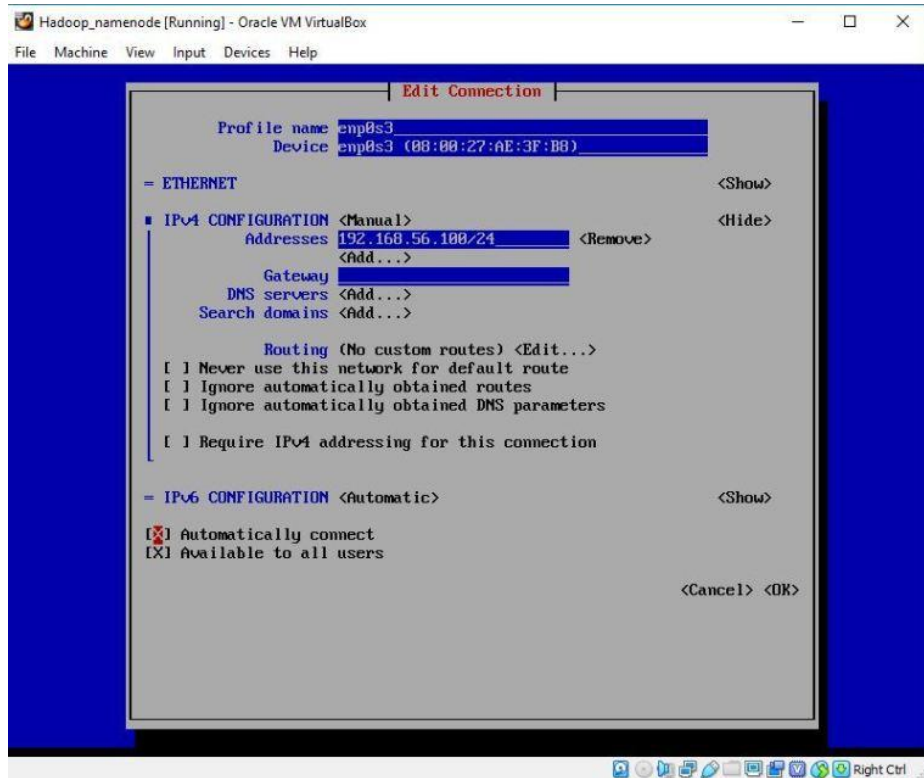 Hadoop_namenode [Running] - Oracle VM VirtualBox
File Machine View Input Devices Help
Edit Connection
Profile name enp0s3
Device enp0s3 (08:00:27:AE:3F:B8)
= ETHERNET <Show>
IPv4 CONFIGURATION <Manual> <Hide>
Addresses 192.168.56.100/24 <Remove>
<Add...>
Gateway
DNS servers <Add...>
Search domains <Add...>
Routing (No custom routes) <Edit...>
[ ] Never use this network for default route
[ ] Ignore automatically obtained routes
[ ] Ignore automatically obtained DNS parameters
[ ] Require IPv4 addressing for this connection
= IPv6 CONFIGURATION <Automatic> <Show>
[X] Automatically connect
[X] Available to all users
<Cancel> <OK>
Right Ctrl